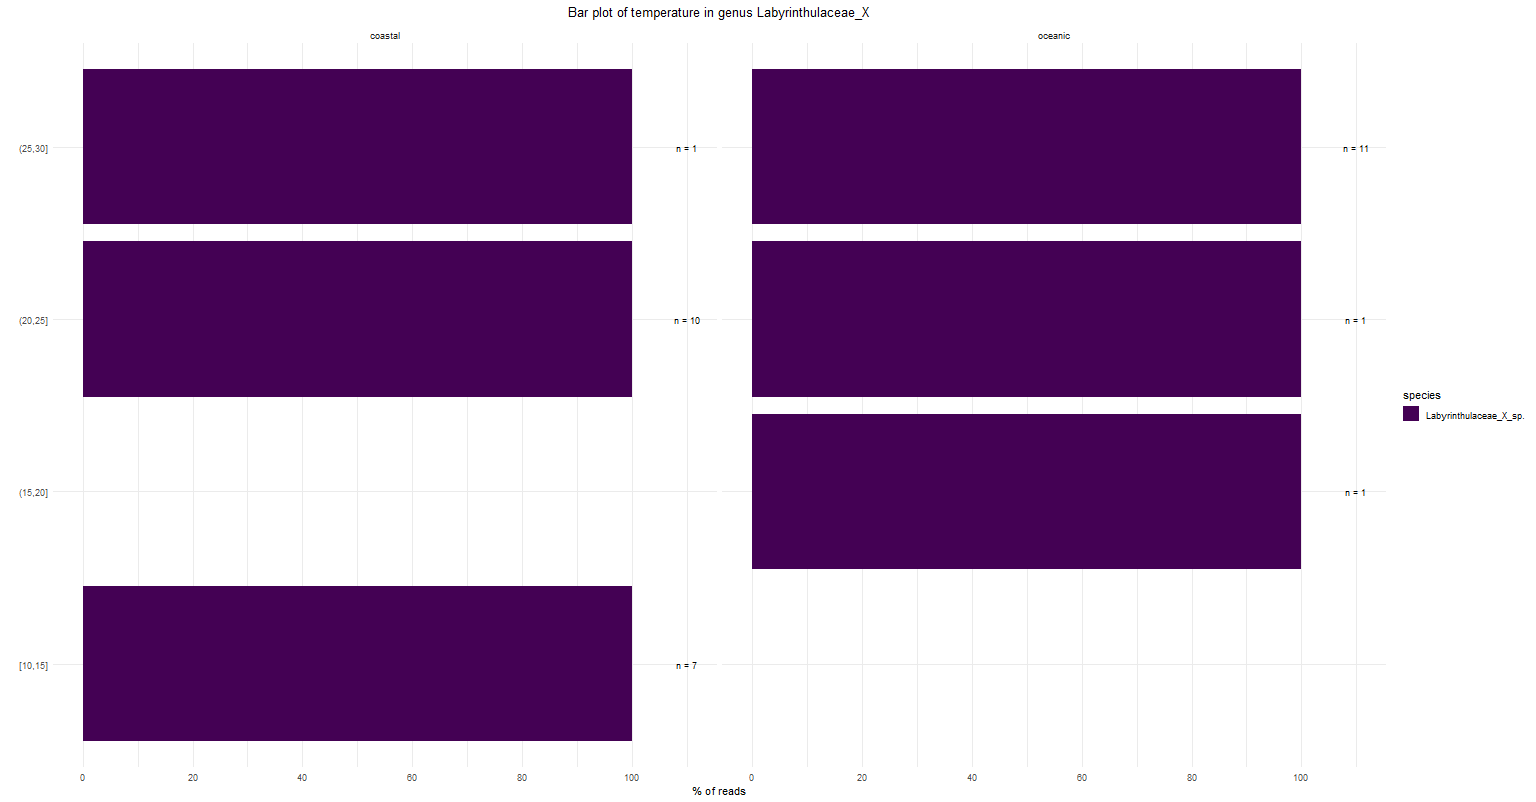 Bar plot of temperature in genus Labyrinthulaceae_X
coastal
oceanic
(25,30]
n = 1
n = 11
(20,25]
n = 10
n = 1
species
Labyrinthulaceae_X_sp.
(15,20]
n = 1
[10,15]
n = 7
0 20 40 60 80 100
0 20 40 60 80 100
% of reads